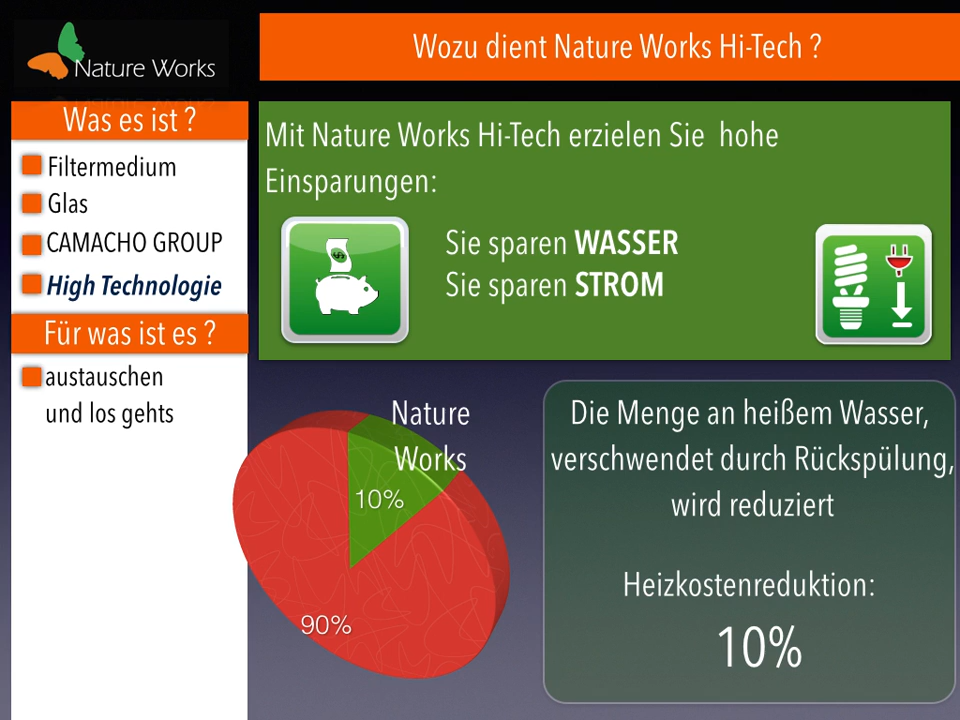 Nature Works
Wozu dient Nature Works Hi-Tech ?
Was es ist ?
Filtermedium
Glas
CAMACHO GROUP
High Technologie
Für was ist es ?
austauschen
und los gehts
Mit Nature Works Hi-Tech erzielen Sie hohe
Einsparungen:
$
Sie sparen WASSER
Sie sparen STROM
Nature
Works
10%
90%
Die Menge an heißem Wasser,
verschwendet durch Rückspülung,
wird reduziert
Heizkostenreduktion:
10%